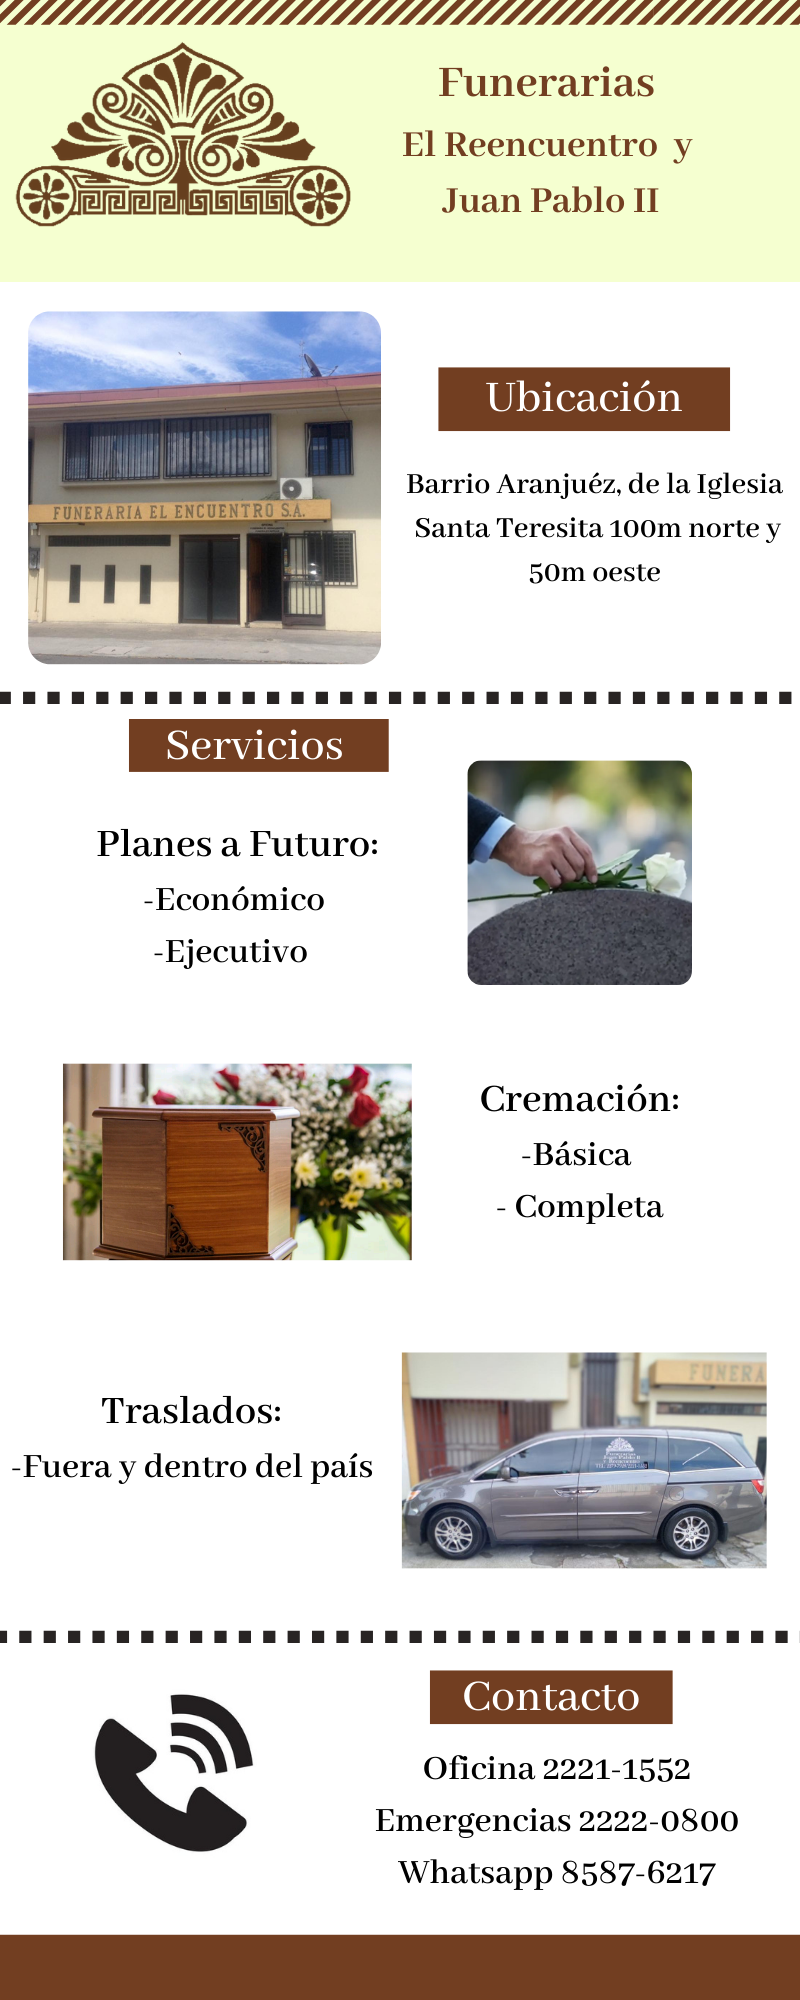 Funerarias
El Reencuentro y
Juan Pablo II
FUNERARIA EL ENCUENTRO S.A.
Ubicación
Barrio Aranjuéz, de la Iglesia
Santa Teresita 100m norte y
50m oeste
Servicios
Planes a Futuro:
-Económico
-Ejecutivo
Cremación:
-Básica
- Completa
Traslados:
-Fuera y dentro del país
FUNERA
Contacto
Oficina 2221-1552
Emergencias 2222-0800
Whatsapp 8587-6217